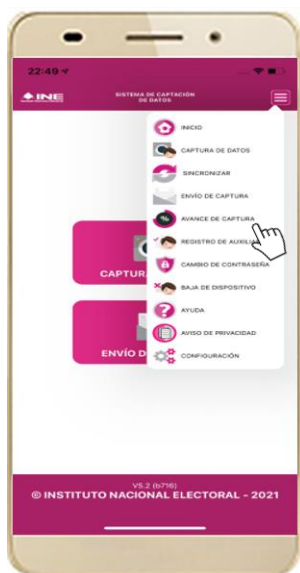 22:49
INE
SISTEMA DE CAPTACIÓN
DE DATOS
INICIO
CAPTURA DE DATOS
SINCRONIZAR
ENVÍO DE CAPTURA
AVANCE DE CAPTURA
REGISTRO DE AUXILIA
CAMBIO DE CONTRASEÑA
BAJA DE DISPOSITIVO
AYUDA
AVISO DE PRIVACIDAD
CONFIGURACIÓN
CAPTUR
ENVÍO D
V5.2 (b716)
© INSTITUTO NACIONAL ELECTORAL - 2021